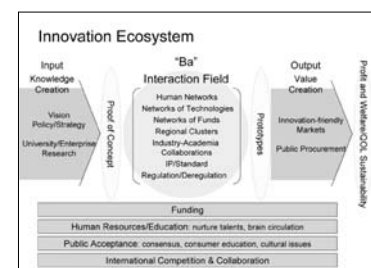 Innovation Ecosystem
Input
Knowledge
Creation
Vision
Policy/Strategy
University/Enterprise
Research
Proof of Concept
"Ba"
Interaction Field
Human Networks
Networks of Technologies
Networks of Funds
Regional Clusters
Industry-Academia
Collaborations
IP/Standard
Regulation/Deregulation
Prototypes
Output
Value
Creation
Innovation-friendly
Markets
Public Procurement
Profit and Welfare/QOL Sustainability
Funding
Human Resources/Education: nurture talents, brain circulation
Public Acceptance: consensus, consumer education, cultural issues
International Competition & Collaboration